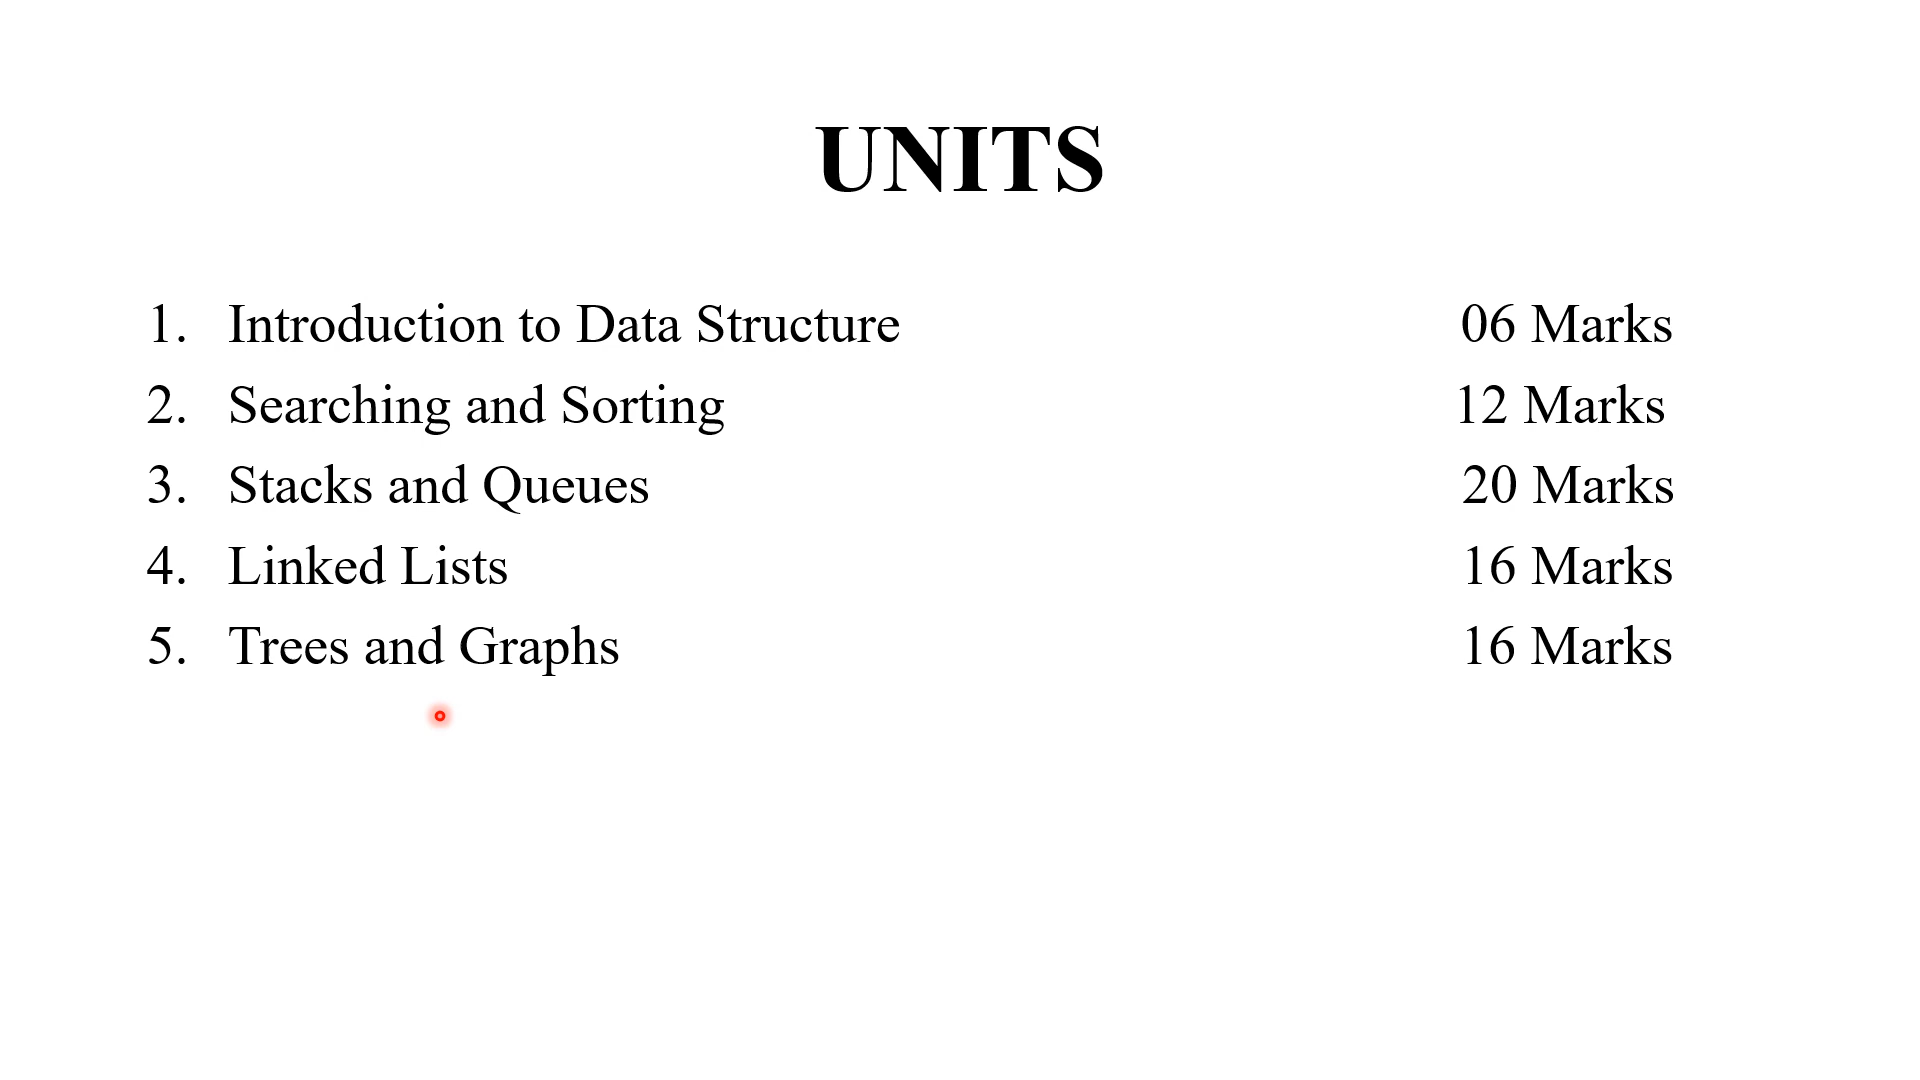 UNITS
1. Introduction to Data Structure 06 Marks
2. Searching and Sorting 12 Marks
3. Stacks and Queues 20 Marks
4. Linked Lists 16 Marks
5. Trees and Graphs 16 Marks